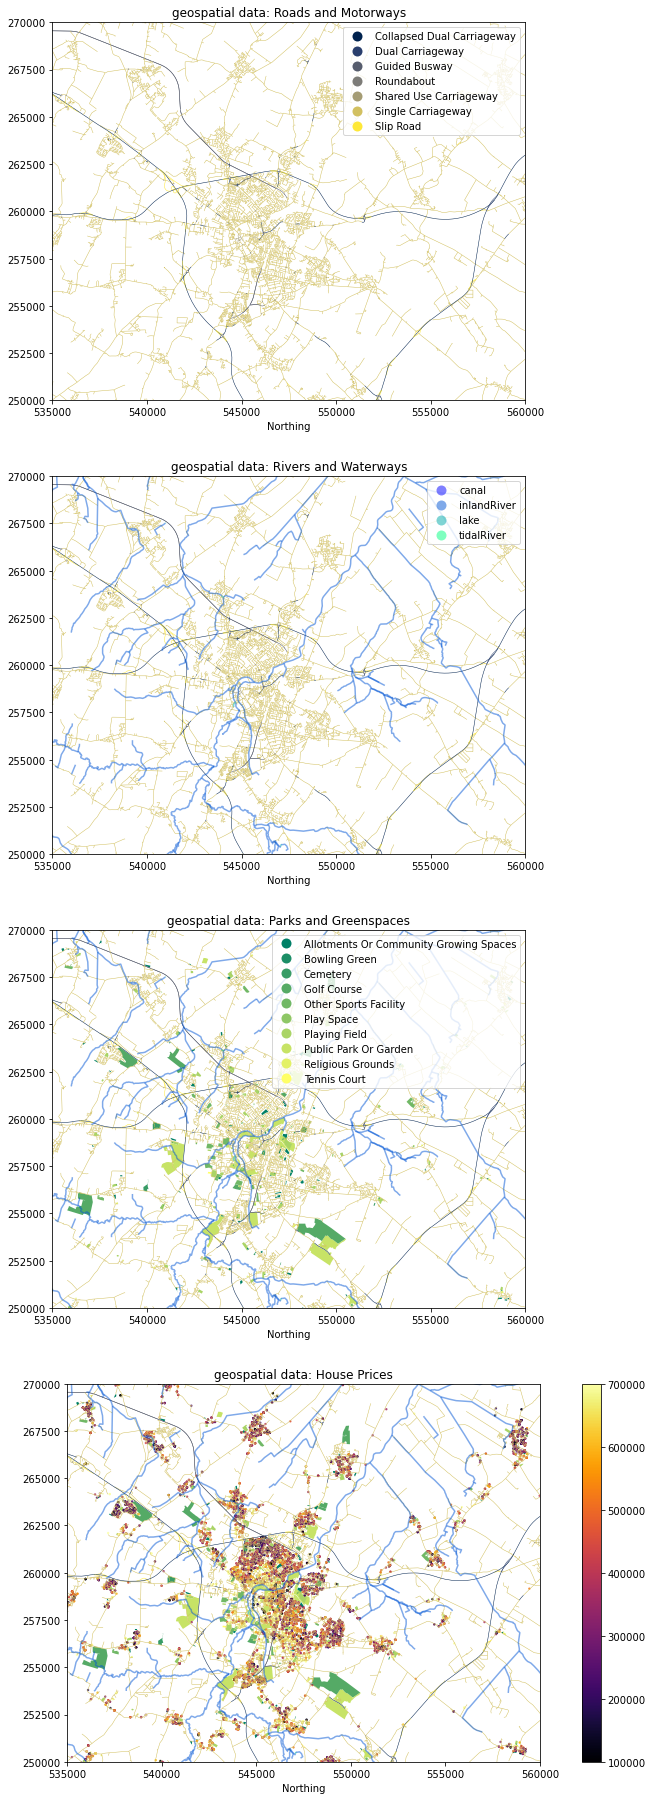 geospatial data: Roads and Motorways
270000
267500
265000
262500
260000
257500
255000
252500
250000
Collapsed Dual Carriageway
Dual Carriageway
Guided Busway
Roundabout
Shared Use Carriageway
Single Carriageway
Slip Road
535000 540000 545000 550000 555000 560000
Northing
geospatial data: Rivers and Waterways
270000
267500
265000
262500
260000
257500
255000
252500
250000
canal
inlandRiver
lake
tidalRiver
535000 540000 545000 550000 555000 560000
Northing
geospatial data: Parks and Greenspaces
270000
267500
265000
262500
260000
257500
255000
252500
250000
Allotments Or Community Growing Spaces
Bowling Green
Cemetery
Golf Course
Other Sports Facility
Play Space
Playing Field
Public Park Or Garden
Religious Grounds
Tennis Court
535000 540000 545000 550000 555000 560000
Northing
geospatial data: House Prices
270000
267500
265000
262500
260000
257500
255000
252500
250000
535000 540000 545000 550000 555000 560000
Northing
700000
600000
500000
400000
300000
200000
100000